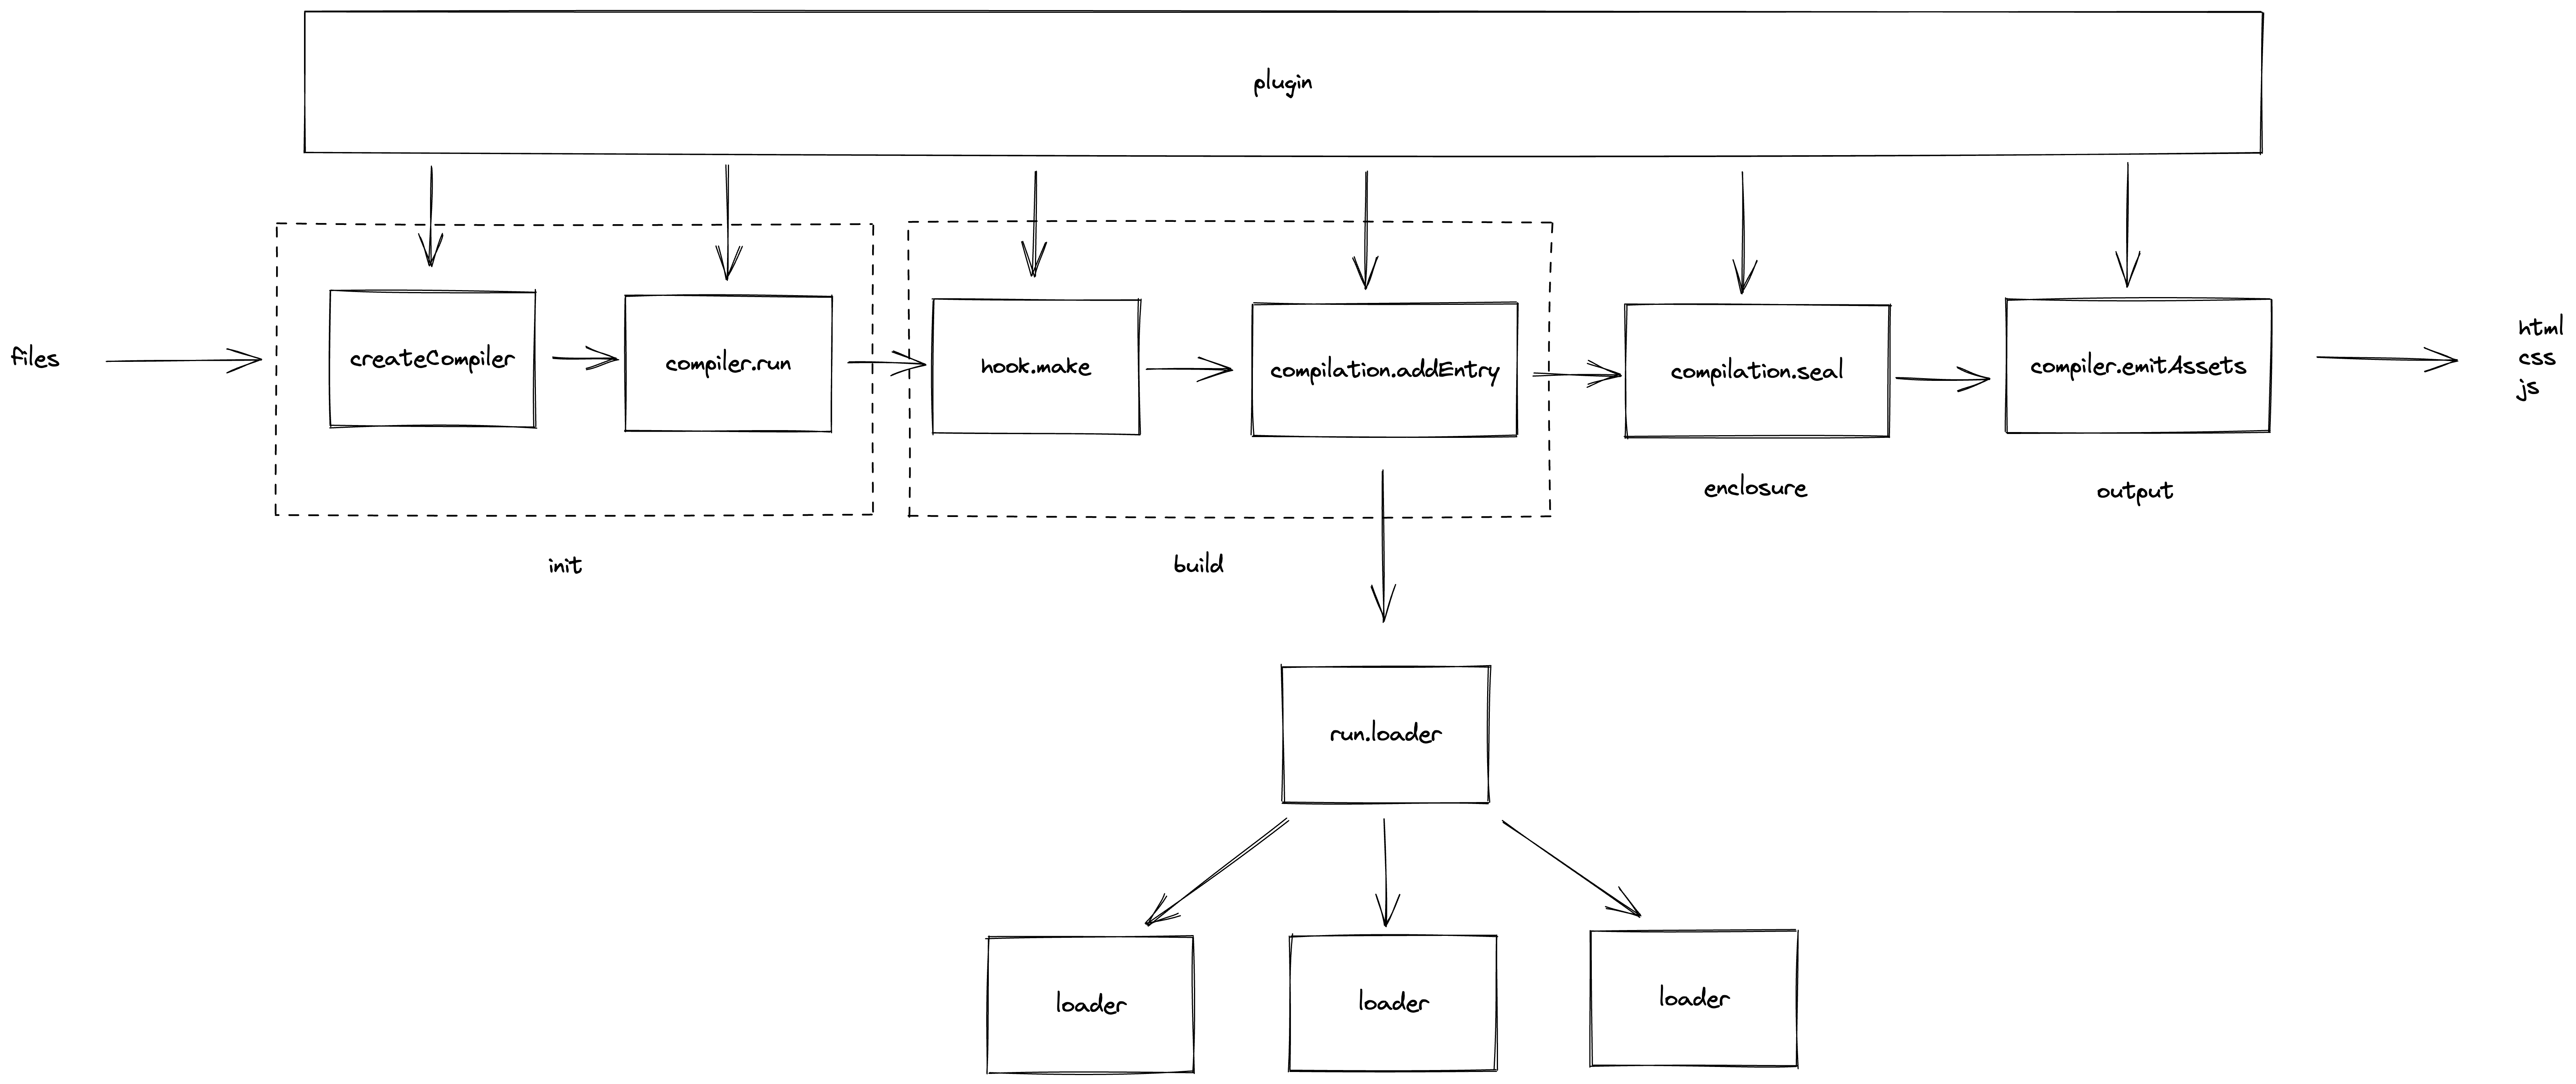 plugin
files
createCompiler
compiler.run
hook.make
compilation.addEntry
compilation.seal
compiler.emitAssets
html
css
js
enclosure
output
init
build
run.loader
loader
loader
loader